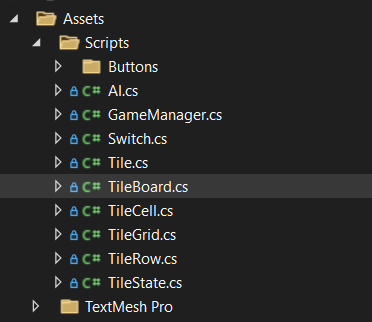 Assets
Scripts
Buttons
C# AI.cs
C# GameManager.cs
C# Switch.cs
C# Tile.cs
C# TileBoard.cs
C# TileCell.cs
C# TileGrid.cs
C# TileRow.cs
C# TileState.cs
TextMesh Pro